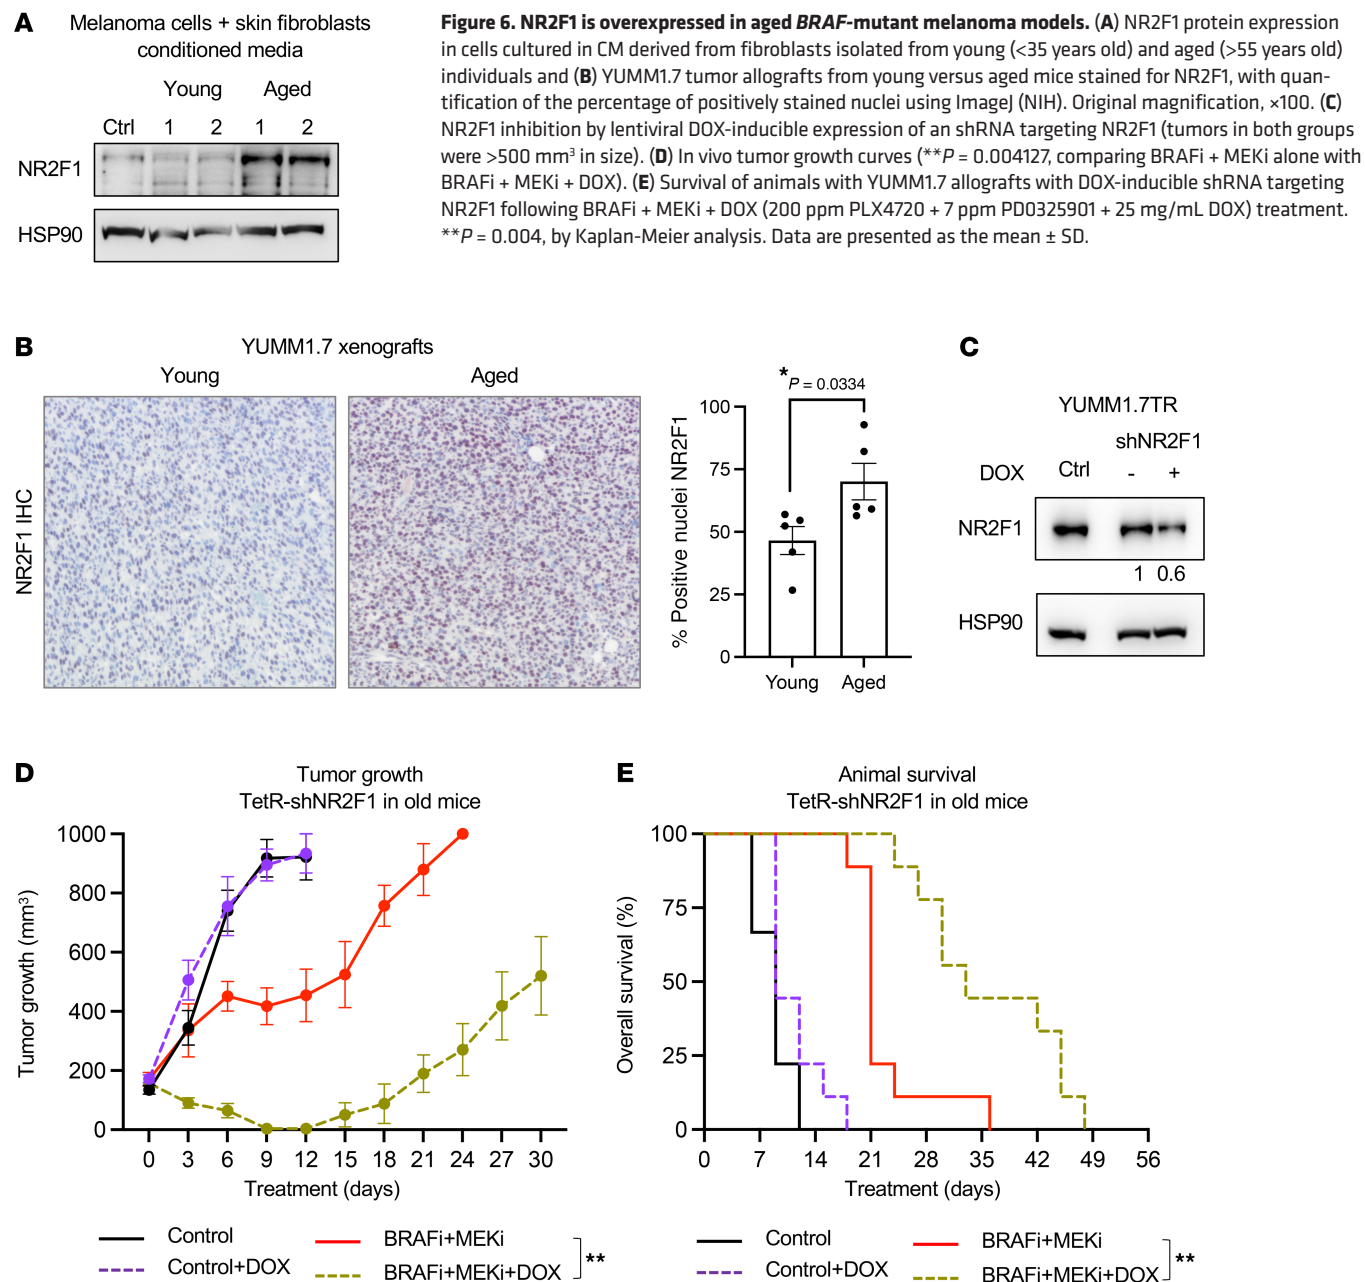 A
Melanoma cells + skin fibroblasts
conditioned media
Young Aged
Ctrl 1 2 1 2
NR2F1
HSP90
Figure 6. NR2F1 is overexpressed in aged BRAF-mutant melanoma models. (A) NR2F1 protein expression
in cells cultured in CM derived from fibroblasts isolated from young (<35 years old) and aged (>55 years old)
individuals and (B) YUMM1.7 tumor allografts from young versus aged mice stained for NR2F1, with quan-
tification of the percentage of positively stained nuclei using ImageJ (NIH). Original magnification, ×100. (C)
NR2F1 inhibition by lentiviral DOX-inducible expression of an shRNA targeting NR2F1 (tumors in both groups
were >500 mm³ in size). (D) In vivo tumor growth curves (**P = 0.004127, comparing BRAFi + MEKi alone with
BRAFi + MEKi + DOX). (E) Survival of animals with YUMM1.7 allografts with DOX-inducible shRNA targeting
NR2F1 following BRAFi + MEKi + DOX (200 ppm PLX4720 + 7 ppm PD0325901 + 25 mg/mL DOX) treatment.
**P = 0.004, by Kaplan-Meier analysis. Data are presented as the mean ± SD.
B
YUMM1.7 xenografts
Young Aged
NR2F1 IHC
* P = 0.0334
% Positive nuclei NR2F1
100
75
50
25
0
Young Aged
C
YUMM1.7TR
shNR2F1
DOX Ctrl - +
NR2F1
1 0.6
HSP90
D
Tumor growth
TetR-shNR2F1 in old mice
Tumor growth (mm³)
1000
800
600
400
200
0
0 3 6 9 12 15 18 21 24 27 30
Treatment (days)
Control
Control+DOX
BRAFi+MEKi
BRAFi+MEKi+DOX
**
E
Animal survival
TetR-shNR2F1 in old mice
Overall survival (%)
100
75
50
25
0
0 7 14 21 28 35 42 49 56
Treatment (days)
Control
Control+DOX
BRAFi+MEKi
BRAFi+MEKi+DOX
**